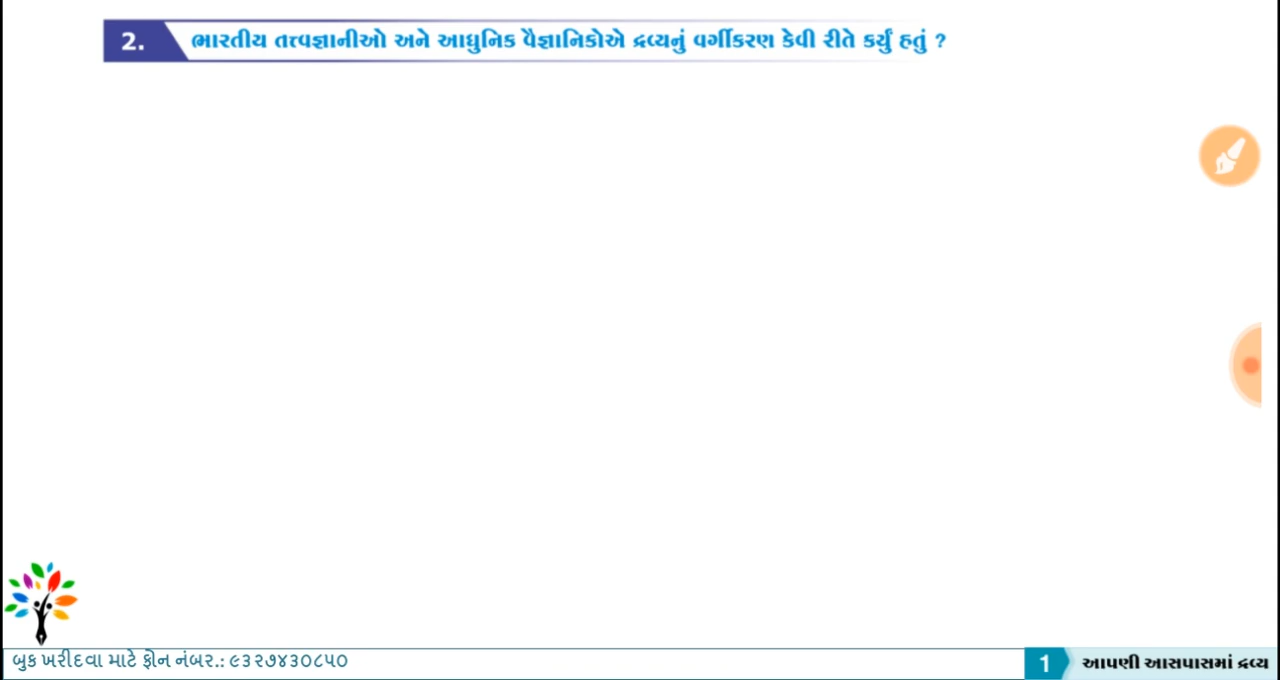 2. ભારતીય તત્ત્વજ્ઞાનીઓ અને આધુનિક વૈજ્ઞાનિકોએ દ્રવ્યનું વર્ગીકરણ કેવી રીતે કર્યું હતું ?
બુક ખરીદવા માટે ફોન નંબર.: ૯૩૨૭૪૩૦૮૫૦
1 આપણી આસપાસમાં દ્રવ્ય